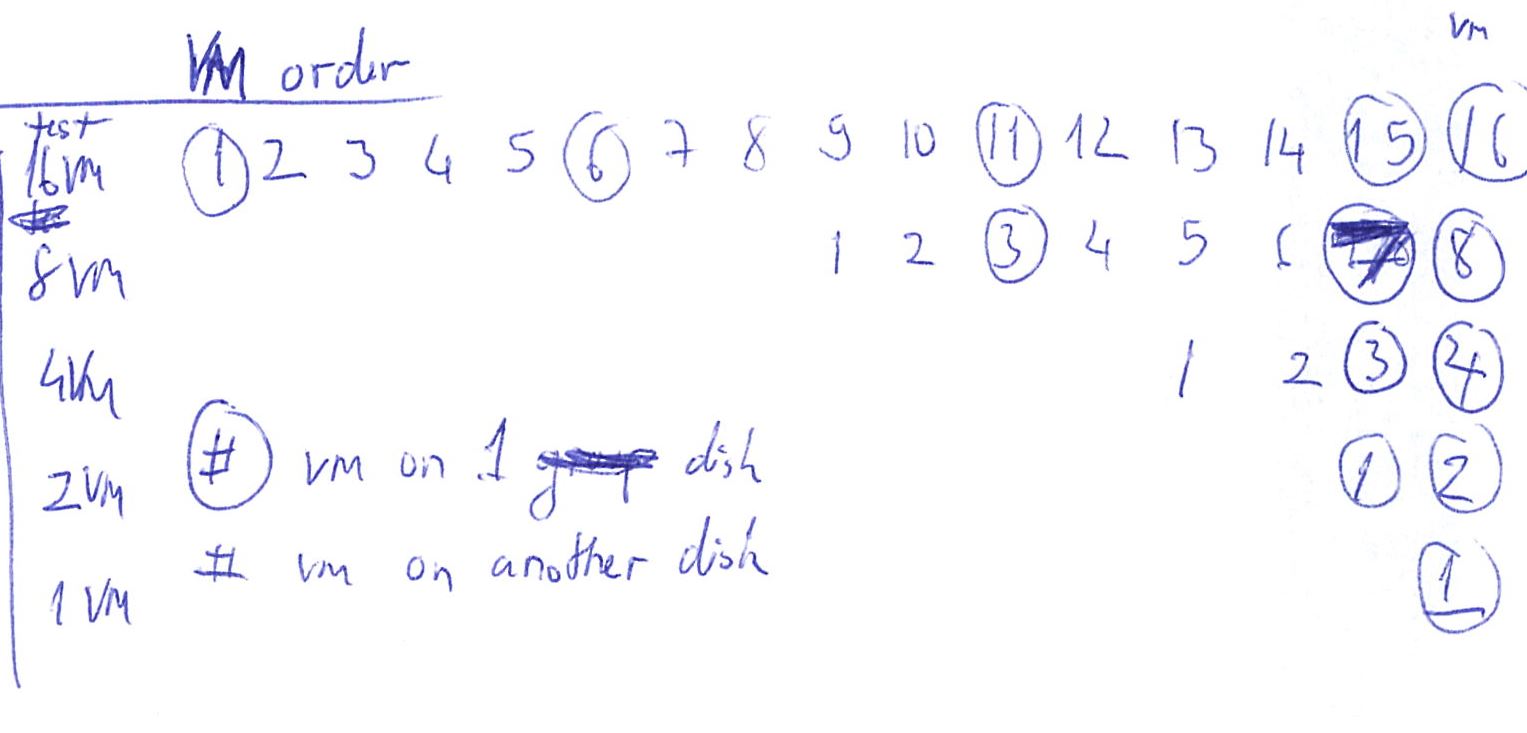 vm
VM order
test
16vm 1 2 3 4 5 6 7 8 9 10 11 12 13 14 15 16
8vm 1 2 3 4 5 6 7 8
4vm 1 2 3 4
# vm on 1 disk
2vm 1 2
# vm on another disk
1vm 1